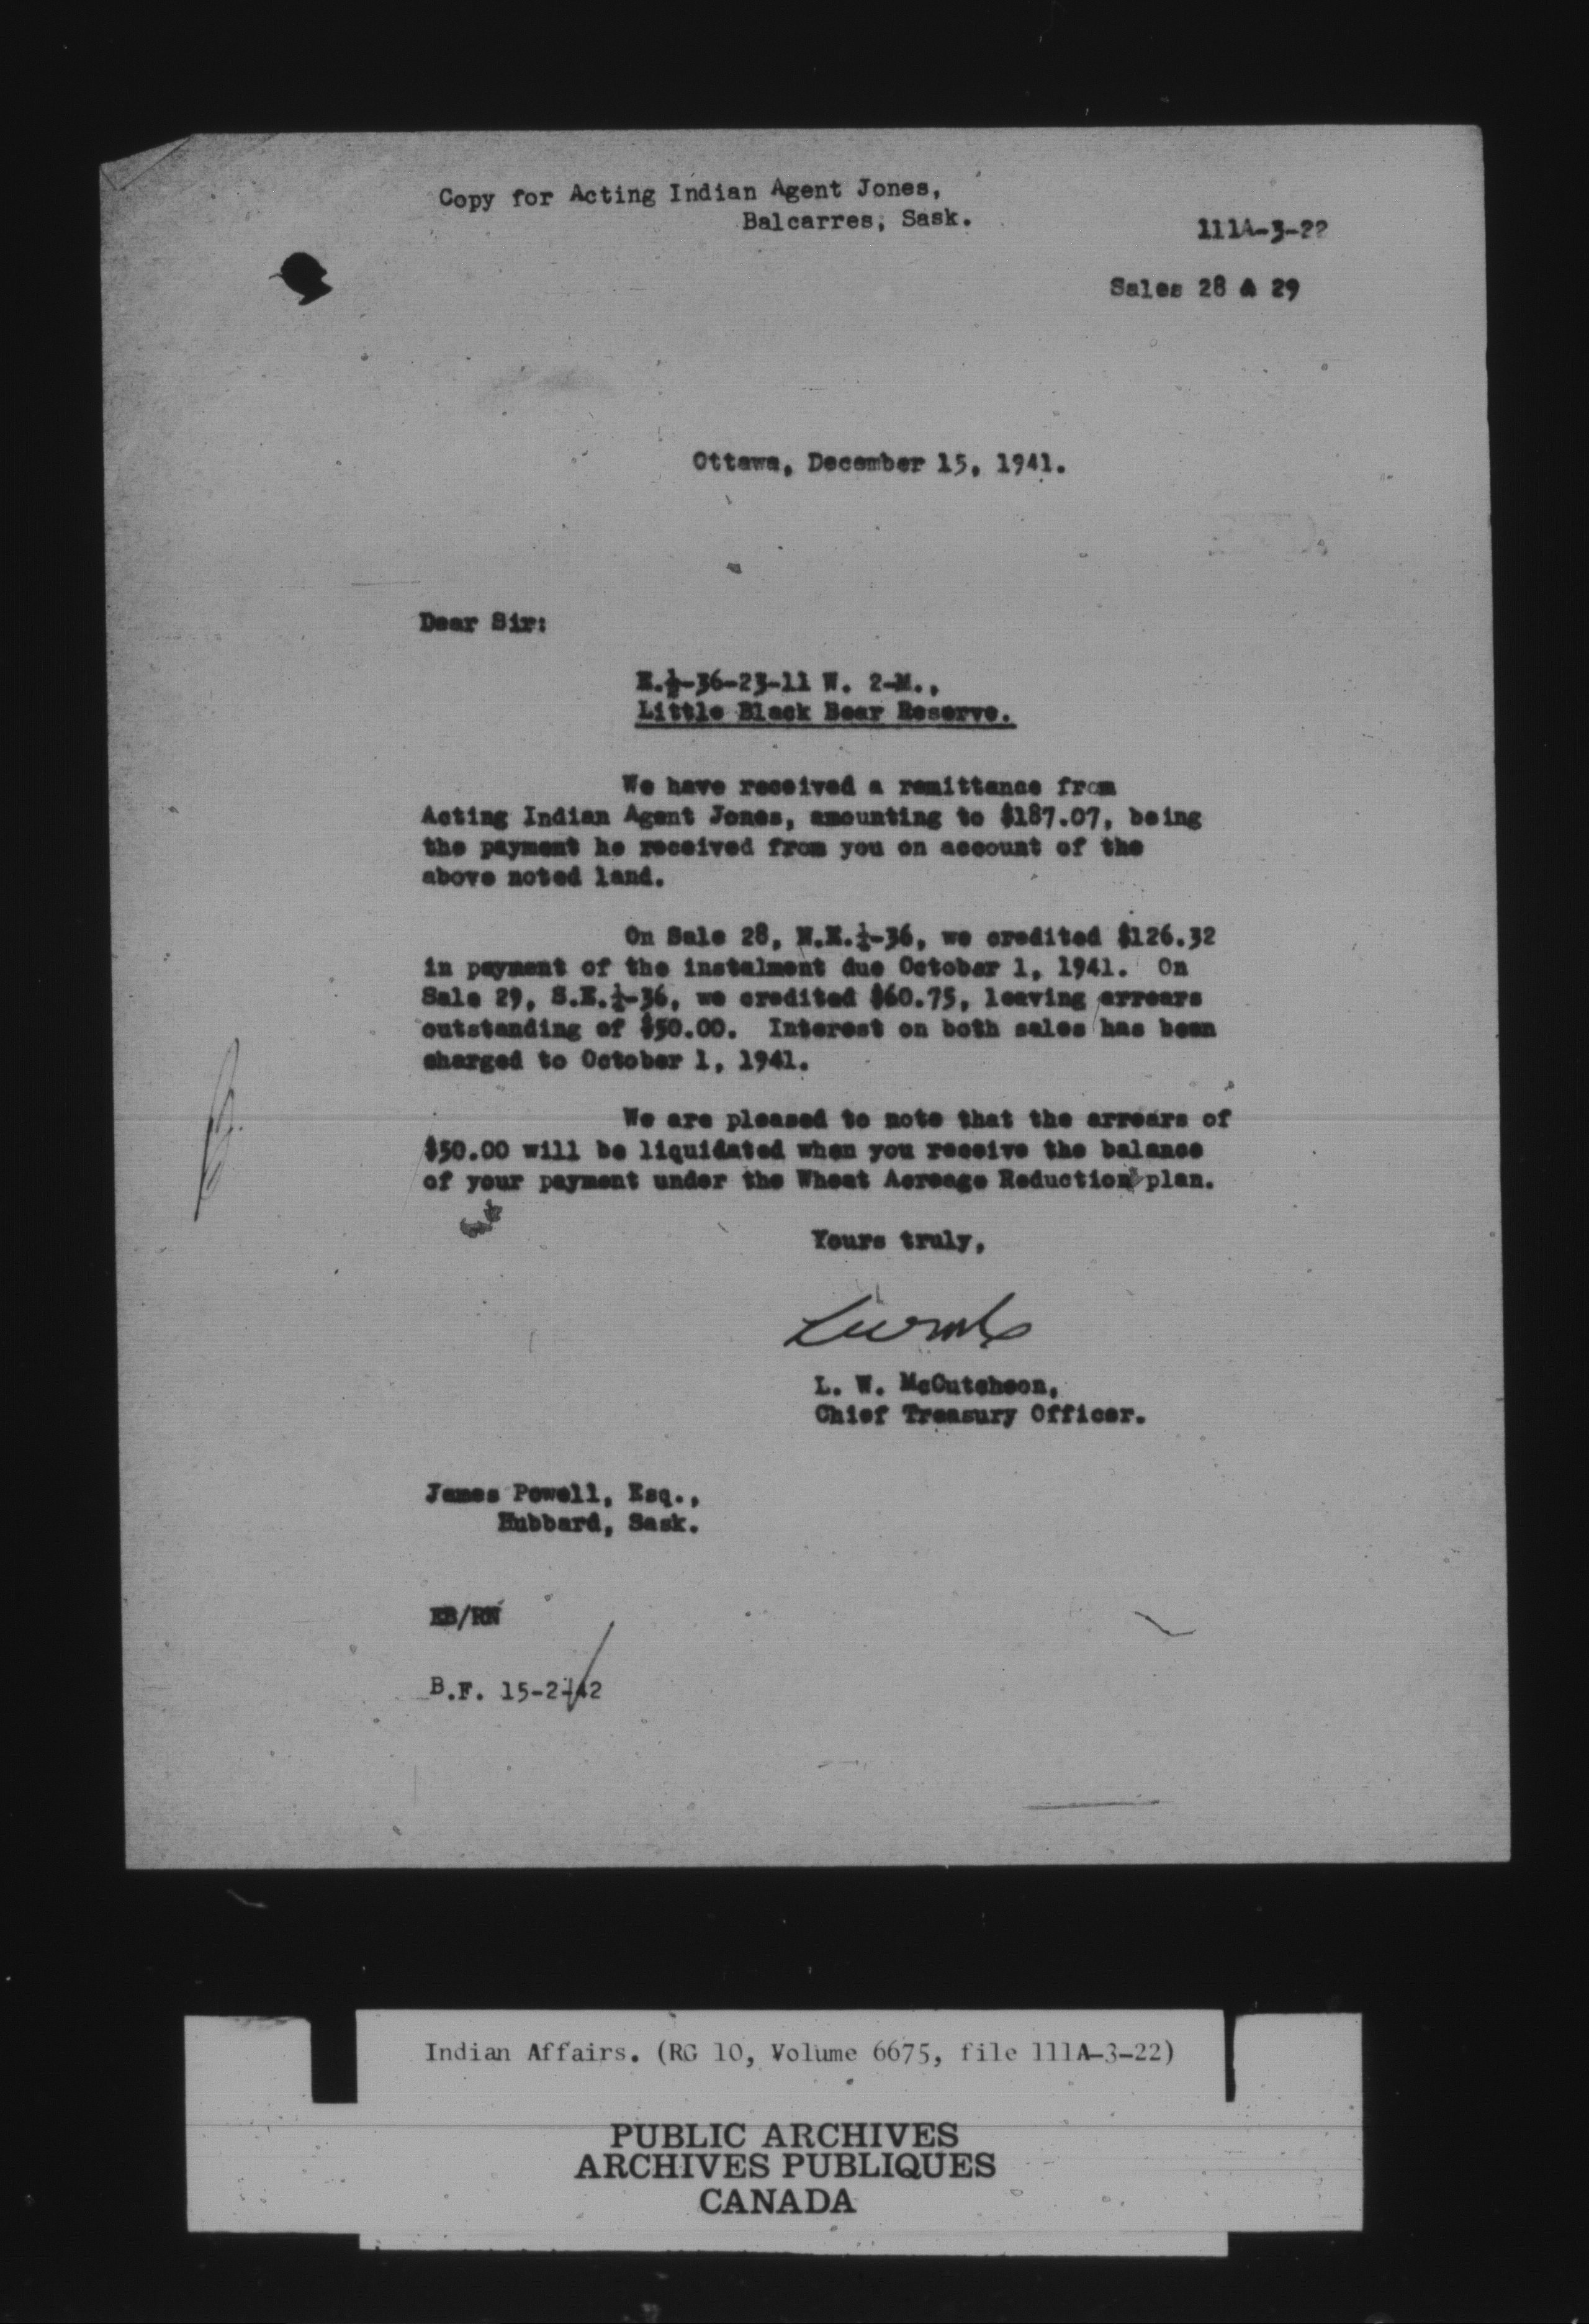 Copy for Acting Indian Agent Jones,
Balcarres, Sask.
111A-3-22
Sales 28 & 29
Ottawa, December 15, 1941.
Dear Sir:
E.½-36-23-11 W. 2-M.,
Little Black Bear Reserve.
We have received a remittance from
Acting Indian Agent Jones, amounting to $187.07, being
the payment he received from you on account of the
above noted land.
On Sale 28, N.E.¼-36, we credited $126.32
in payment of the instalment due October 1, 1941. On
Sale 29, S.E.¼-36, we credited $60.75, leaving arrears
outstanding of $50.00. Interest on both sales has been
charged to October 1, 1941.
We are pleased to note that the arrears of
$50.00 will be liquidated when you receive the balance
of your payment under the Wheat Acreage Reduction plan.
Yours truly,
L. W. McCutcheon,
Chief Treasury Officer.
James Powell, Esq.,
Hubbard, Sask.
EB/RN
B.F. 15-2-42
Indian Affairs. (RG 10, Volume 6675, file 111A-3-22)
PUBLIC ARCHIVES
ARCHIVES PUBLIQUES
CANADA